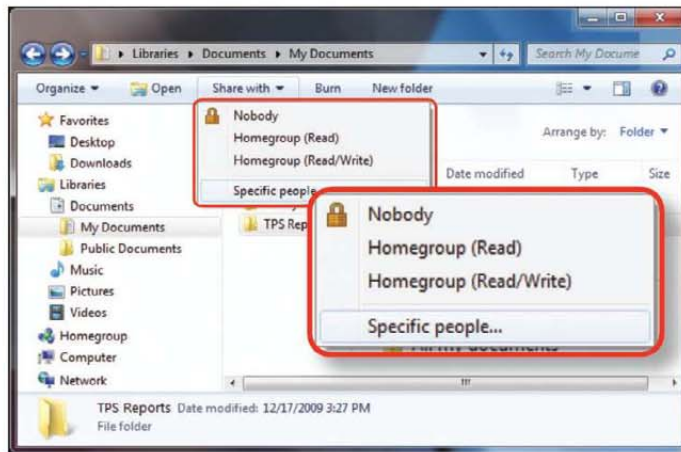 Libraries ▸ Documents ▸ My Documents
Search My Docume
Organize Open Share with Burn New folder
Nobody
Homegroup (Read)
Homegroup (Read/Write)
Specific people
Arrange by: Folder
Date modified Type Size
Favorites
Desktop
Downloads
Libraries
Documents
My Documents
Public Documents
Music
Pictures
Videos
Homegroup
Computer
Network
TPS Rep
Nobody
Homegroup (Read)
Homegroup (Read/Write)
Specific people...
TPS Reports Date modified: 12/17/2009 3:27 PM
File folder